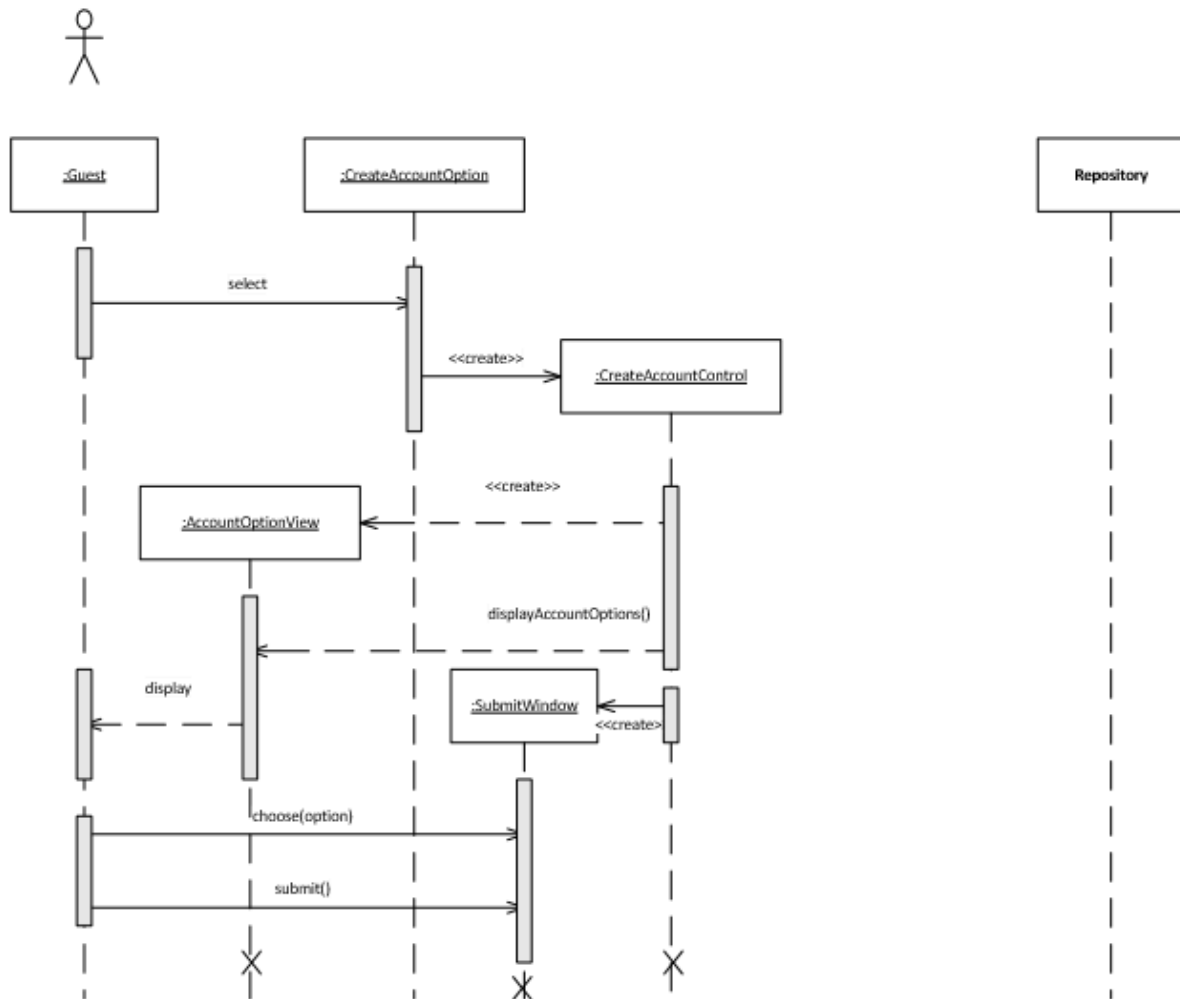 :Guest
:CreateAccountOption
Repository
select
<<create>>
:CreateAccountControl
<<create>>
:AccountOptionView
displayAccountOptions()
display
:SubmitWindow
<<create>
choose(option)
submit()